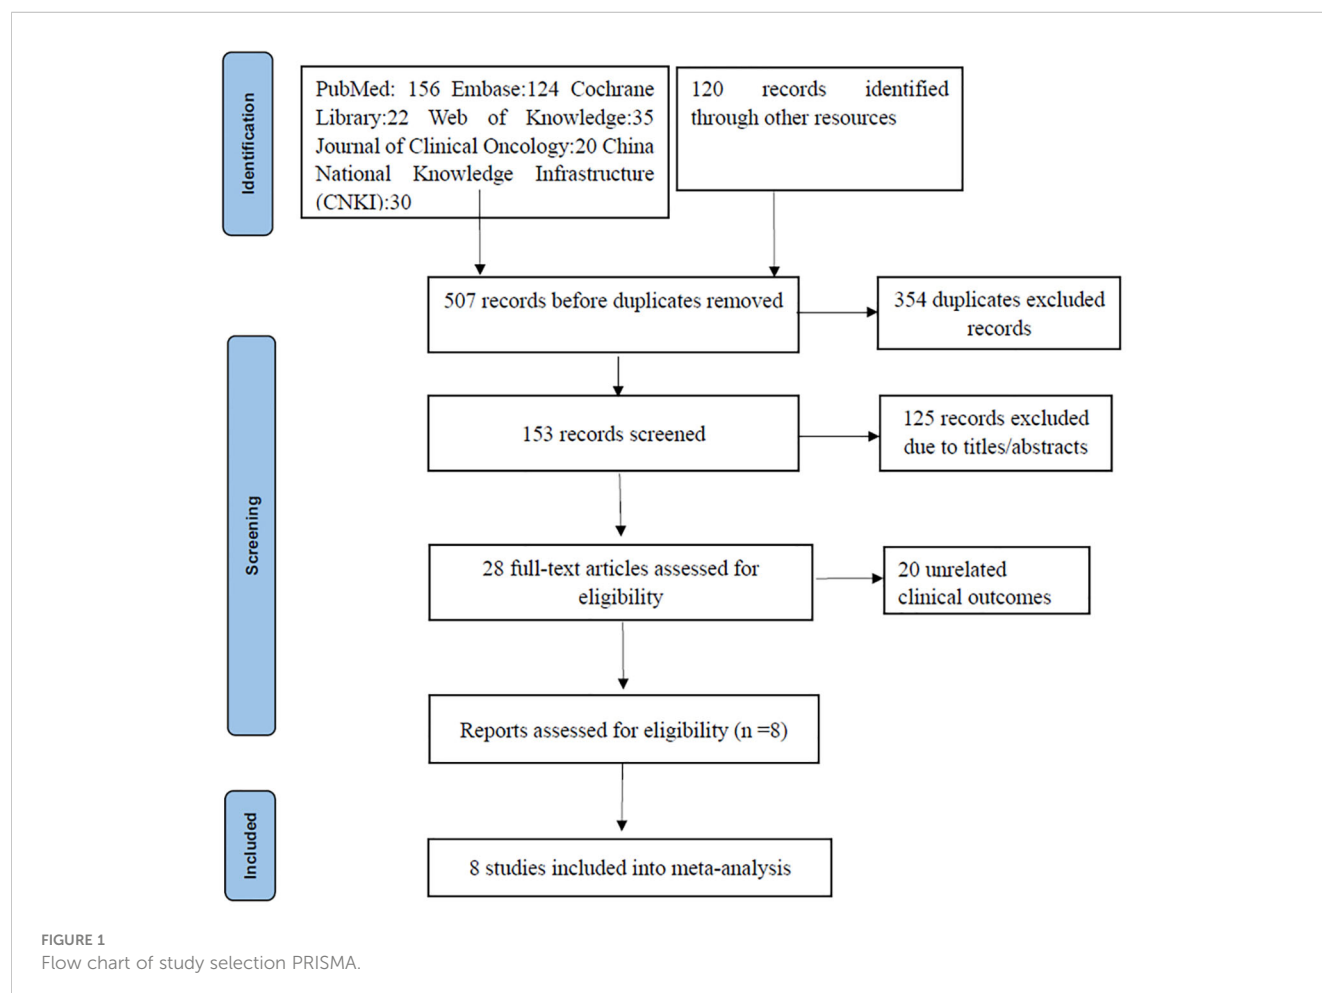 Identification
PubMed: 156 Embase:124 Cochrane
Library:22 Web of Knowledge:35
Journal of Clinical Oncology:20 China
National Knowledge Infrastructure
(CNKI):30
120 records identified
through other resources
507 records before duplicates removed
354 duplicates excluded
records
Screening
153 records screened
125 records excluded
due to titles/abstracts
28 full-text articles assessed for
eligibility
20 unrelated
clinical outcomes
Reports assessed for eligibility (n =8)
Included
8 studies included into meta-analysis
FIGURE 1
Flow chart of study selection PRISMA.